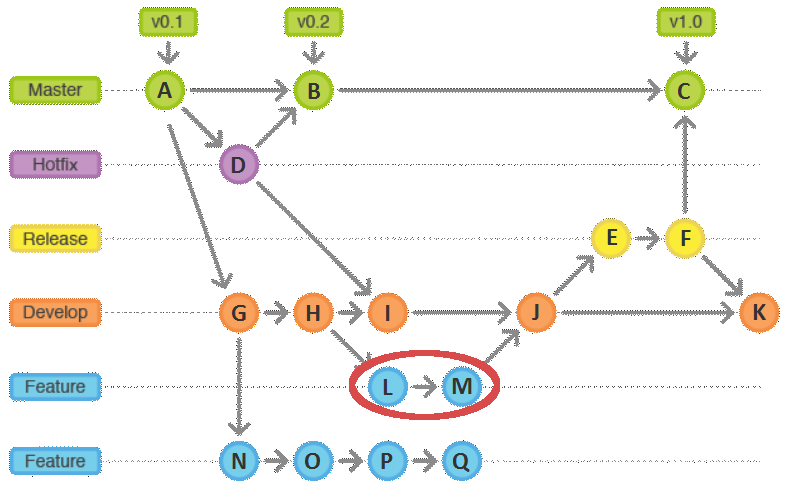 v0.1 v0.2 v1.0
Master A B C
Hotfix D
Release E F
Develop G H I J K
Feature L M
Feature N O P Q